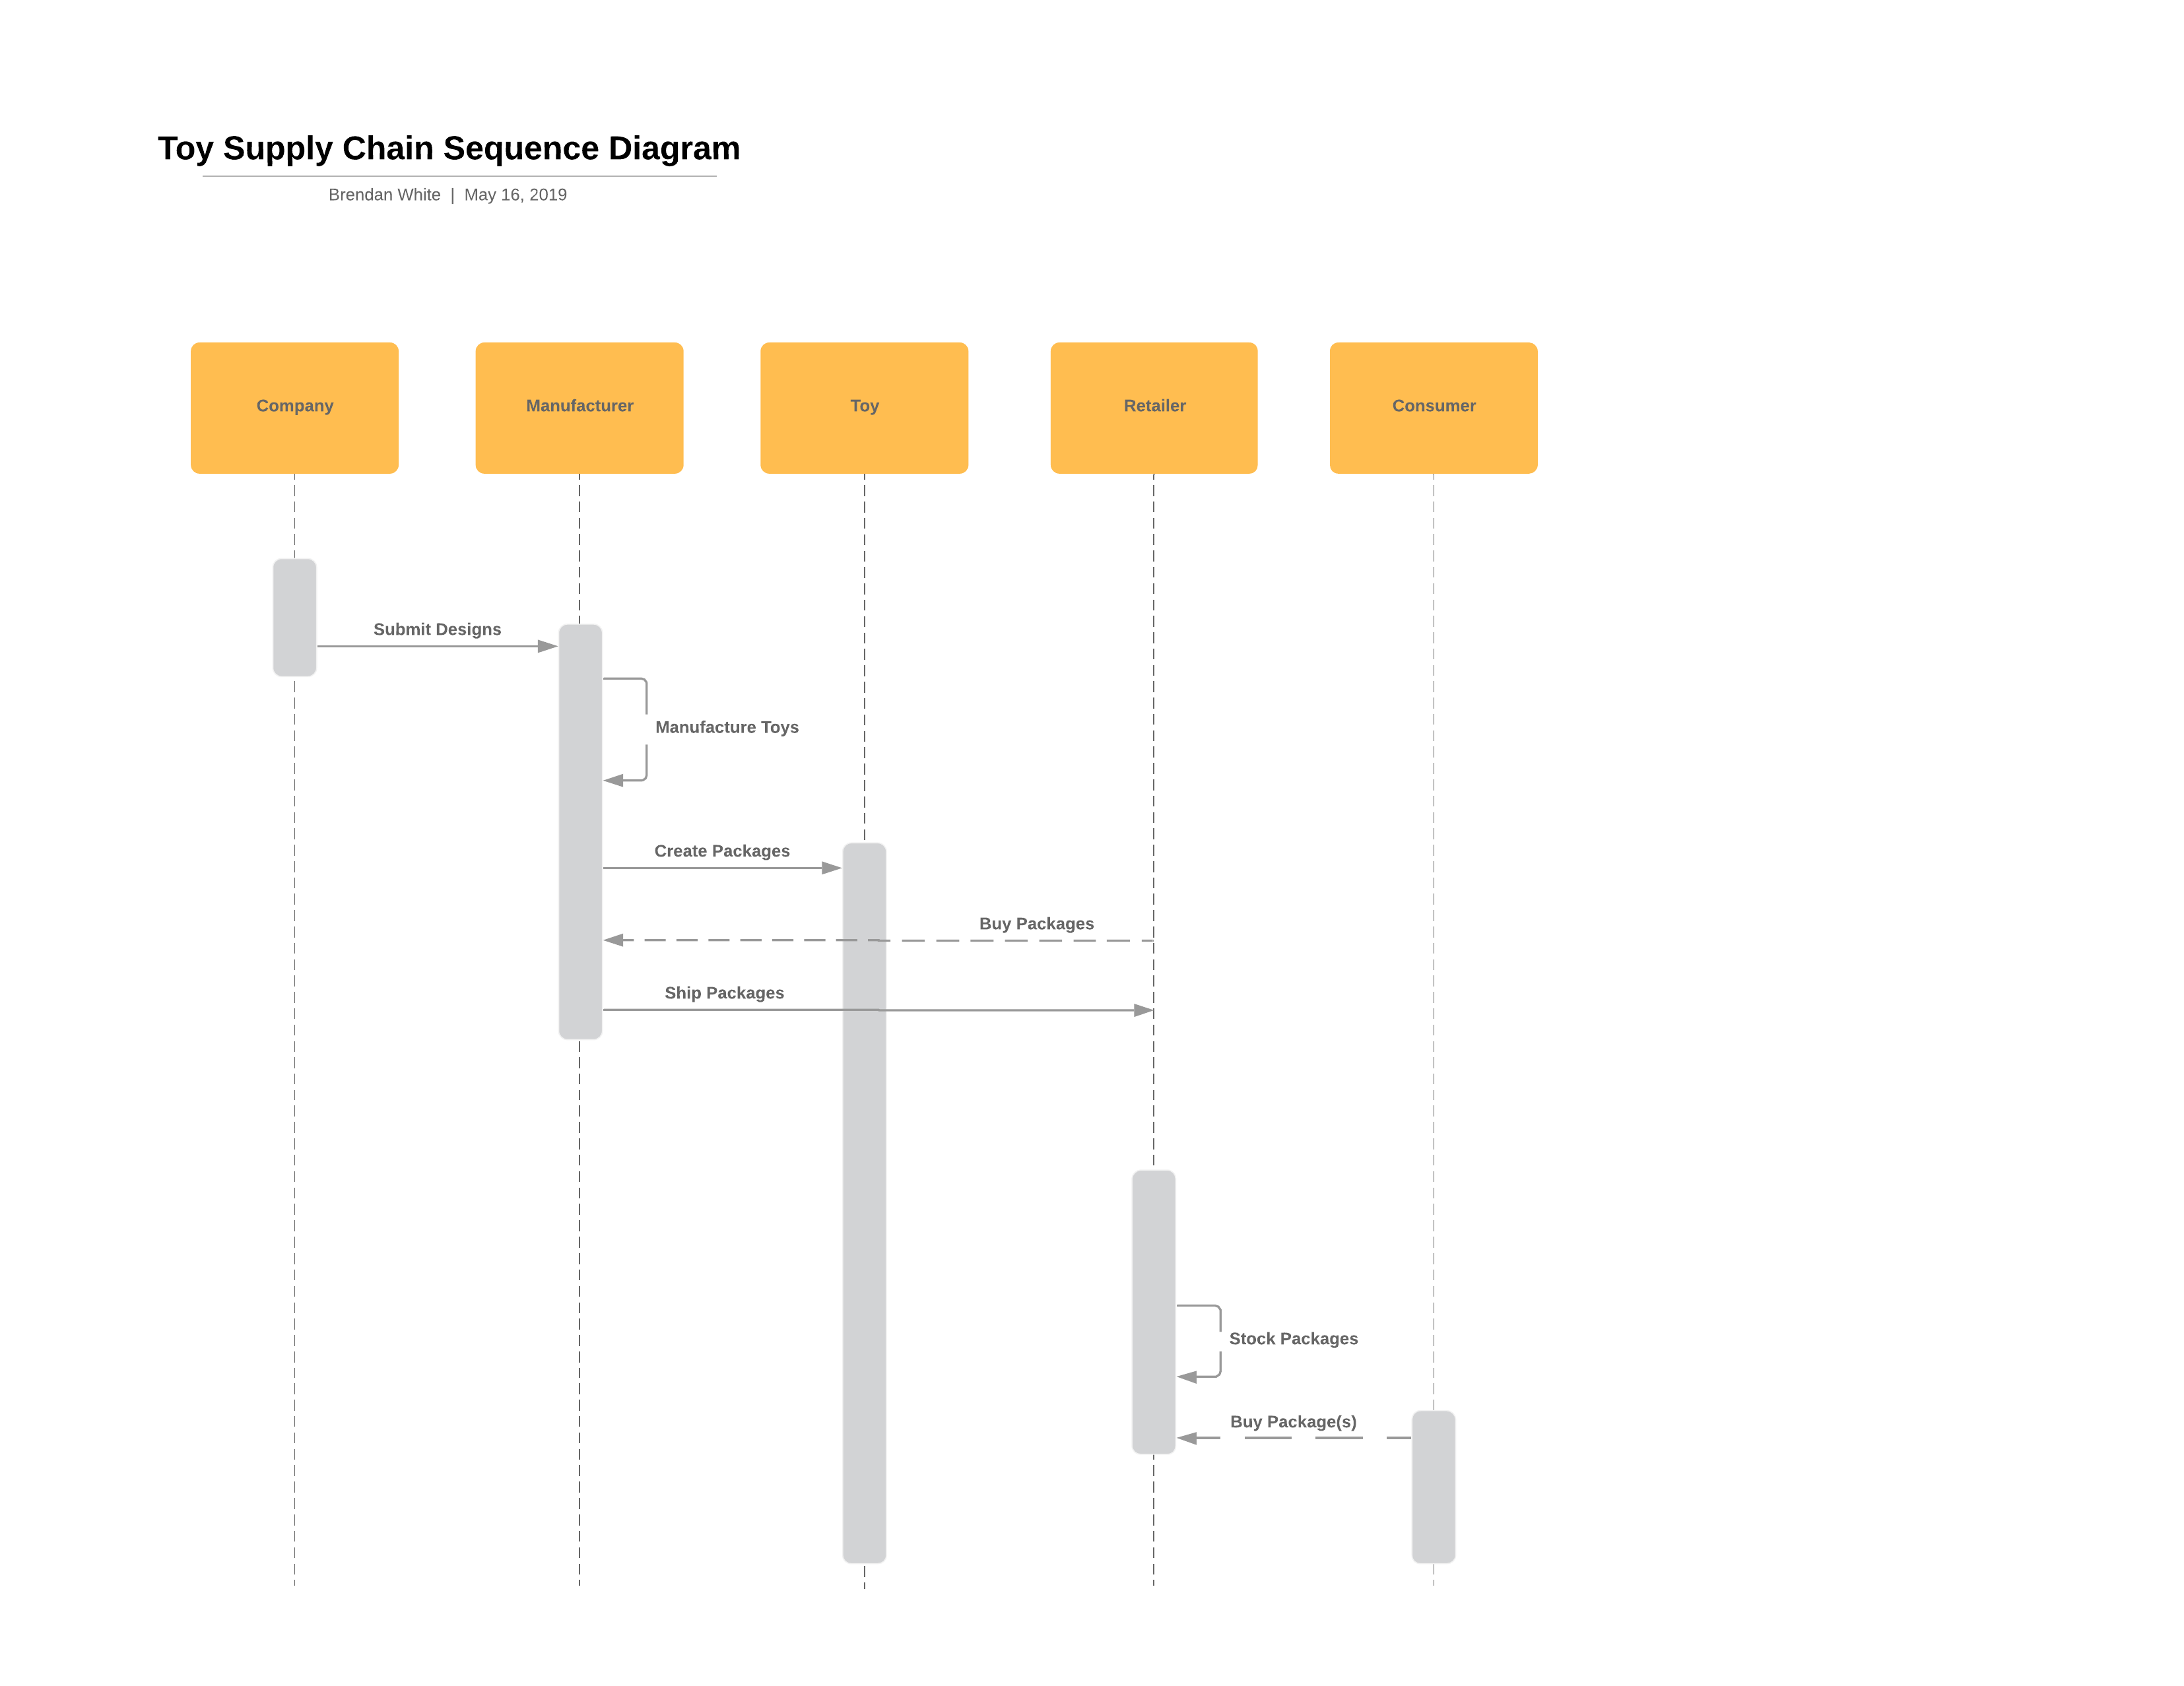 Toy Supply Chain Sequence Diagram
Brendan White | May 16, 2019
Company
Manufacturer
Toy
Retailer
Consumer
Submit Designs
Manufacture Toys
Create Packages
Buy Packages
Ship Packages
Stock Packages
Buy Package(s)